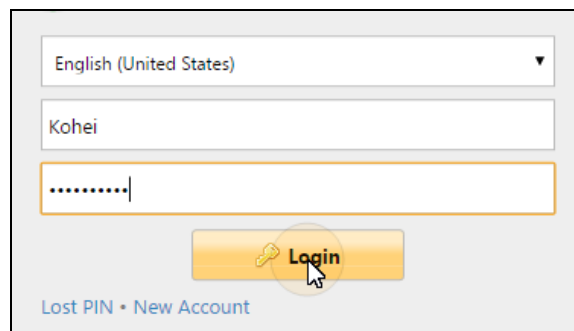 English (United States)
Kohei
••••••••••
Login
Lost PIN • New Account